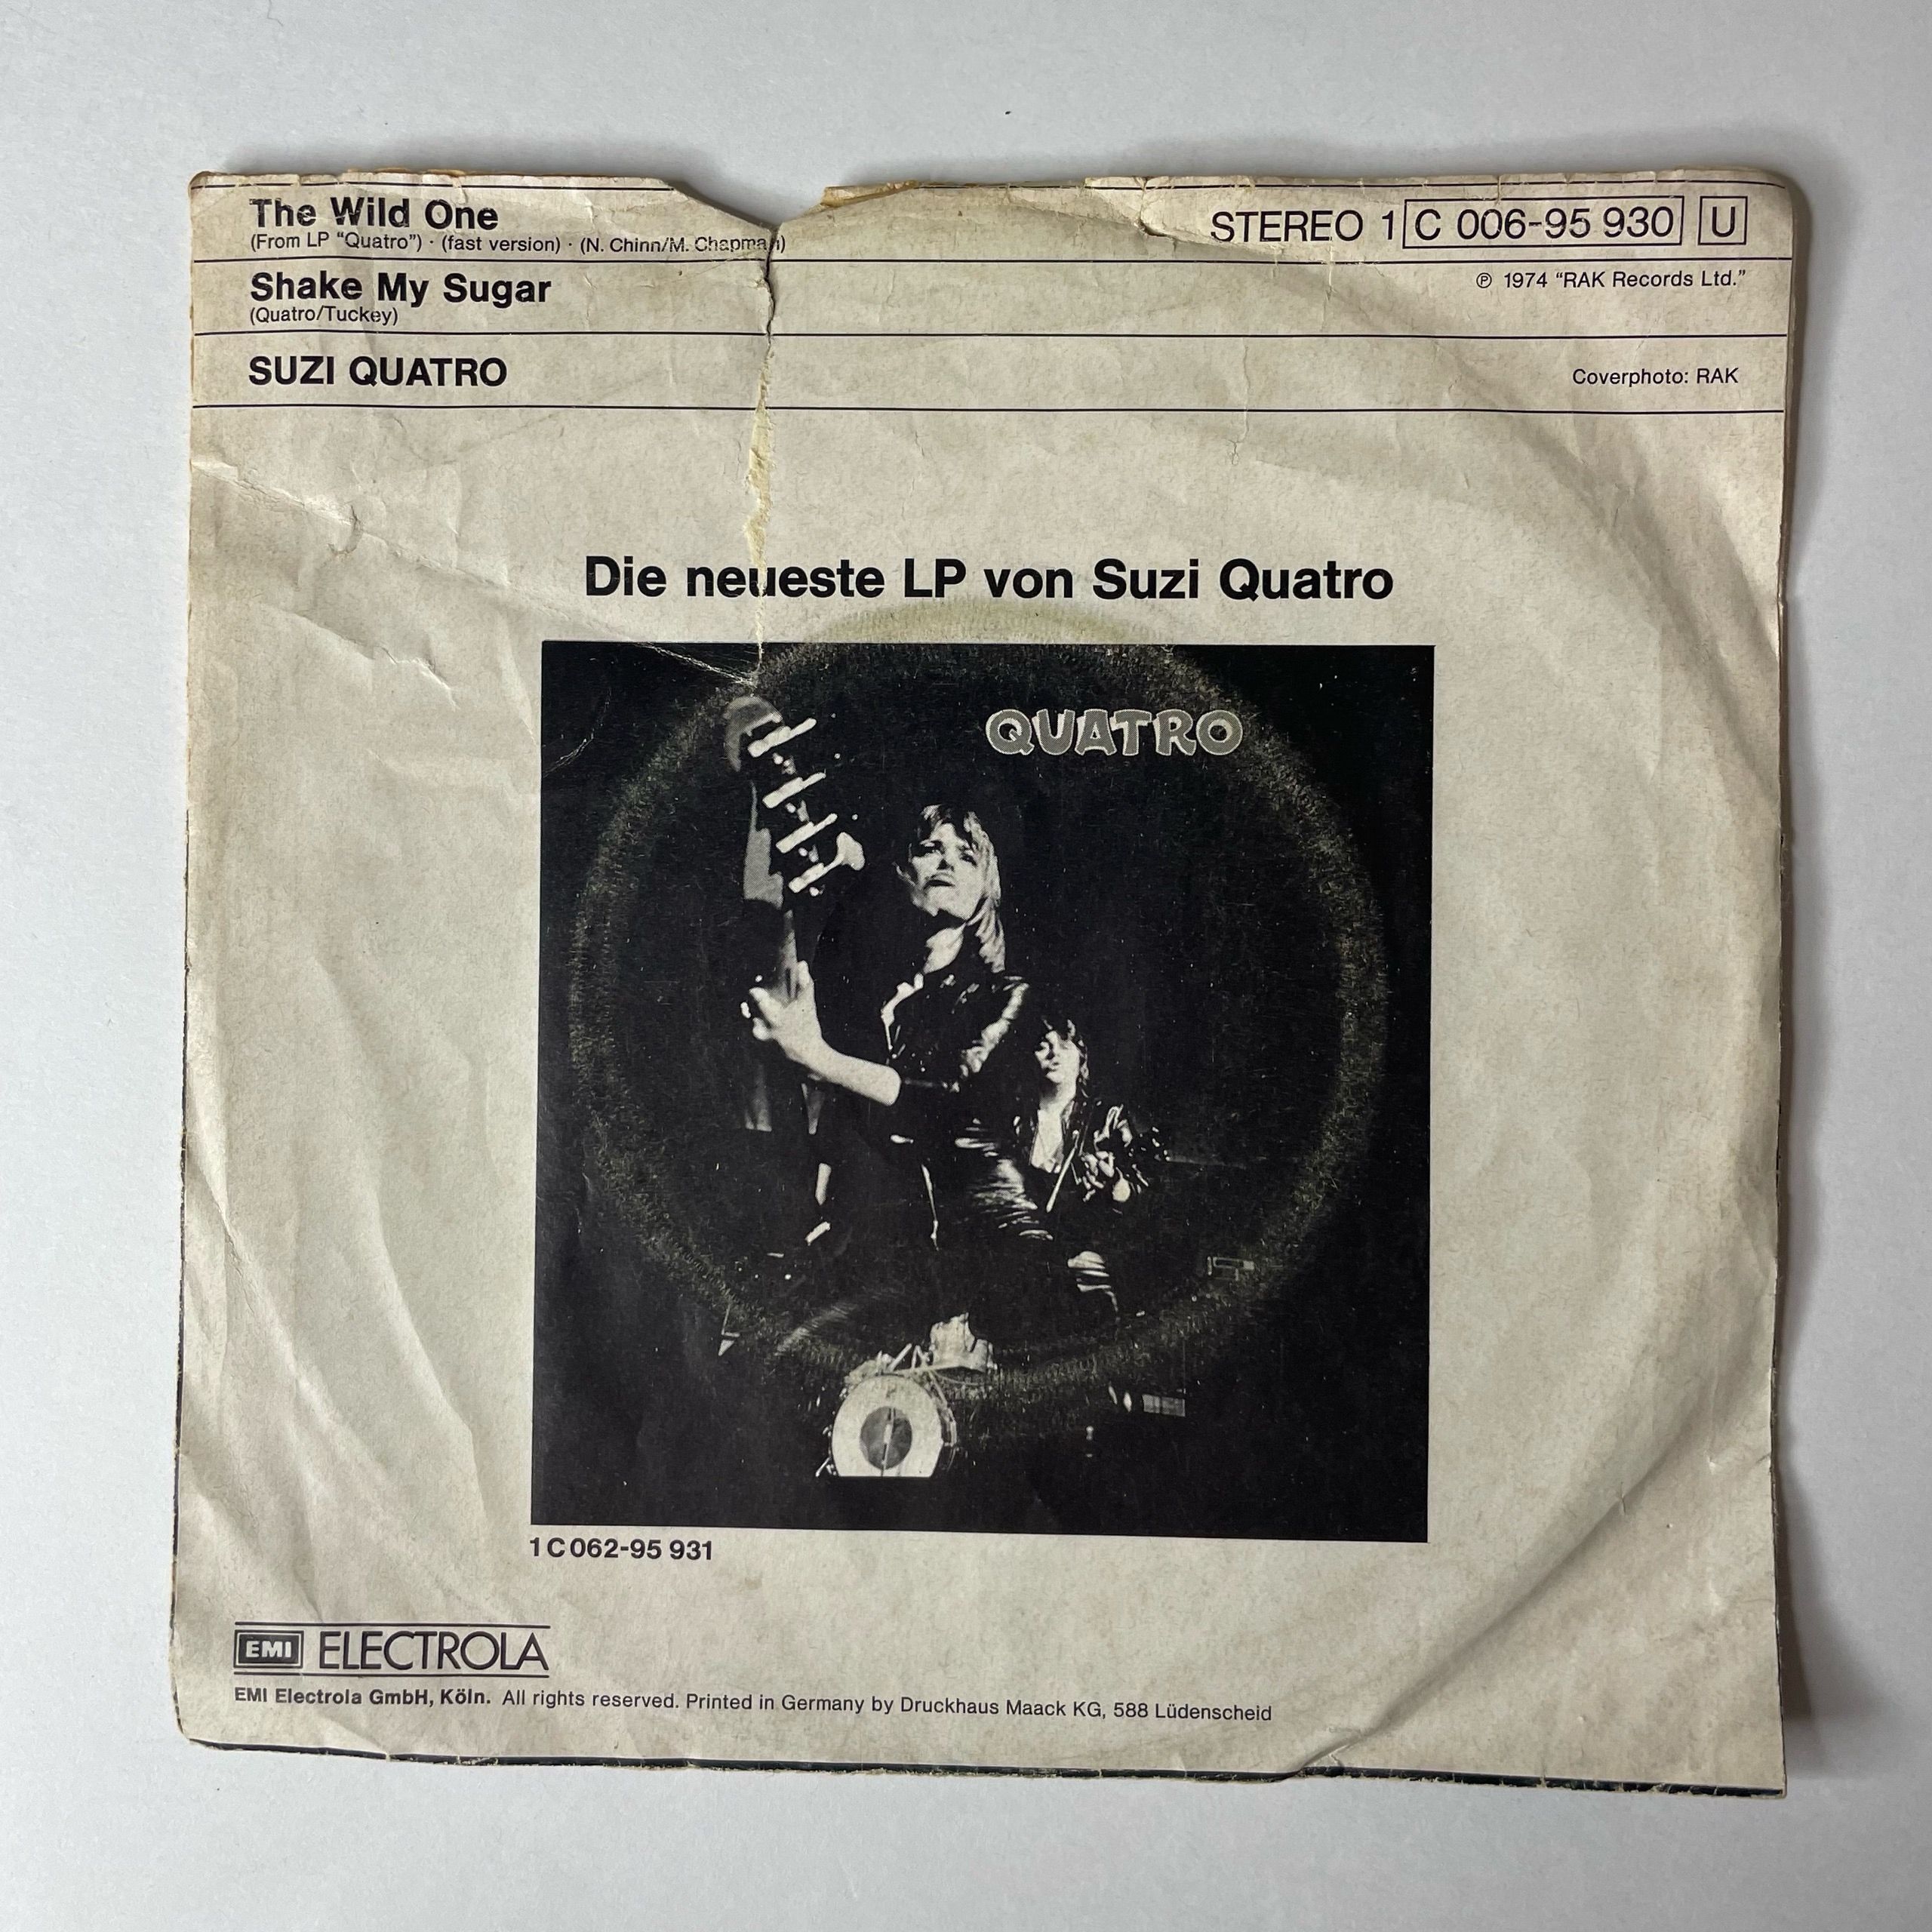 The Wild One
(From LP “Quatro”) · (fast version) · (N. Chinn/M. Chapman)
STEREO 1 C 006-95 930 U
Shake My Sugar
(Quatro/Tuckey)
℗ 1974 “RAK Records Ltd.”
SUZI QUATRO
Coverphoto: RAK
Die neueste LP von Suzi Quatro
QUATRO
1C062-95 931
EMI ELECTROLA
EMI Electrola GmbH, Köln. All rights reserved. Printed in Germany by Druckhaus Maack KG, 588 Lüdenscheid